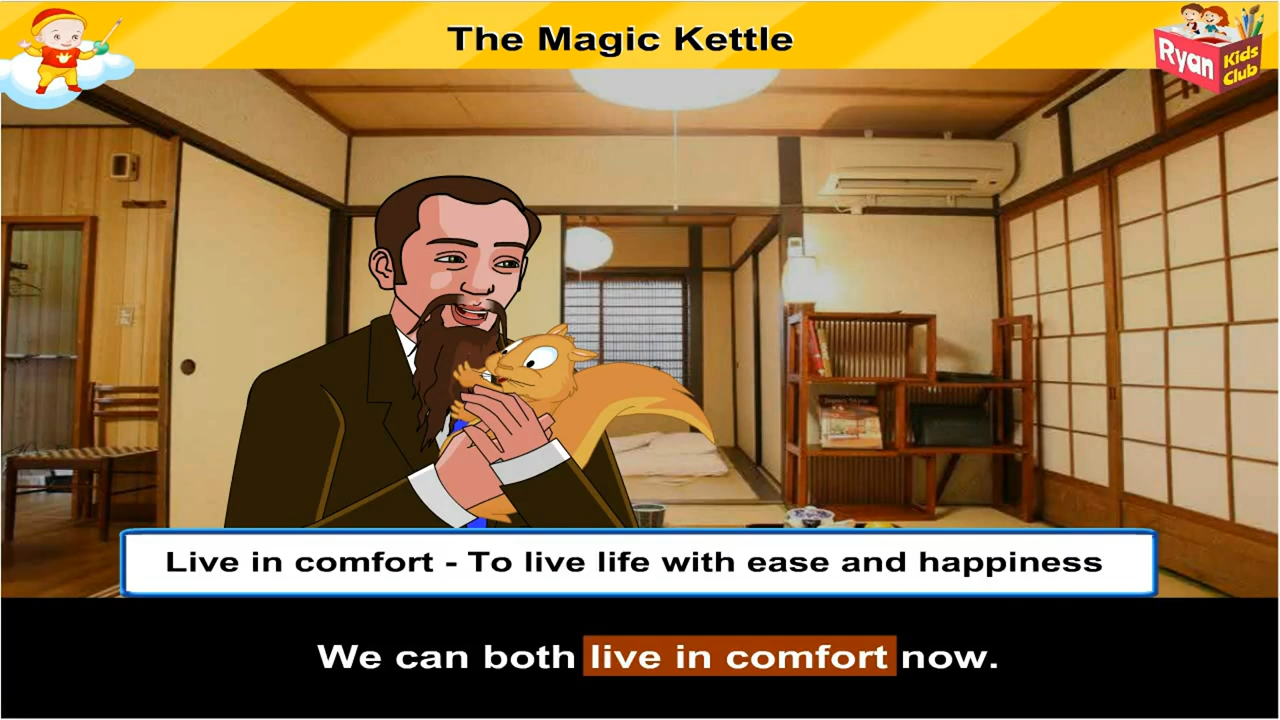 The Magic Kettle
Ryan
Kids
Club
Live in comfort - To live life with ease and happiness
We can both live in comfort now.